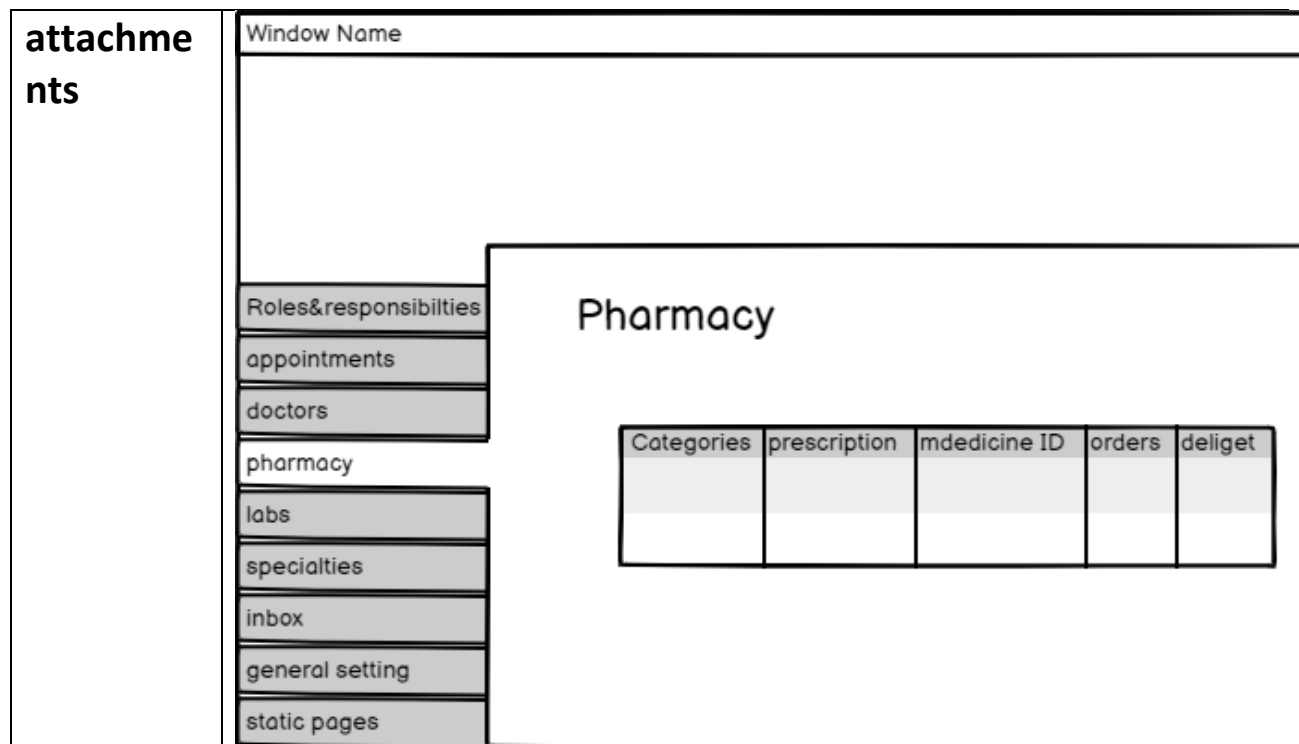 attachme
nts
Window Name
Roles&responsibilties
appointments
doctors
pharmacy
labs
specialties
inbox
general setting
static pages
Pharmacy
Categories prescription mdedicine ID orders deliget